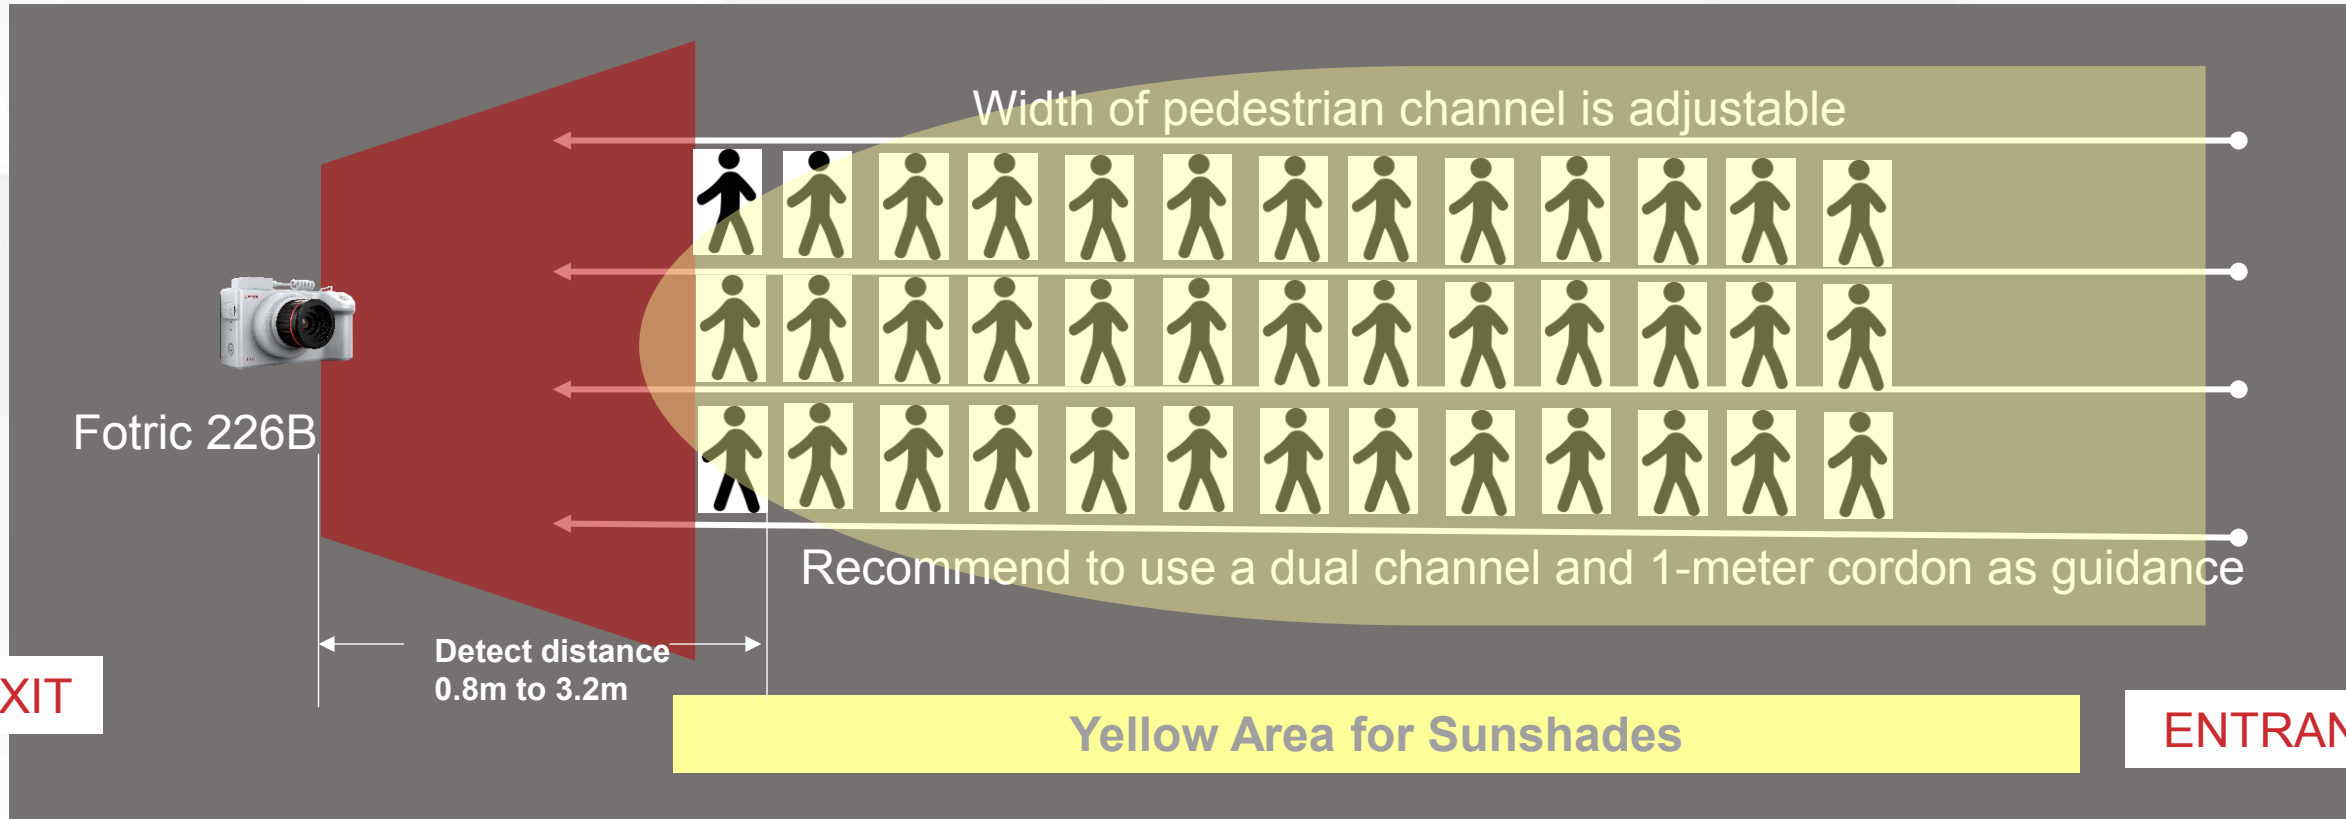 Width of pedestrian channel is adjustable
Fotric 226B
Recommend to use a dual channel and 1-meter cordon as guidance
Detect distance
0.8m to 3.2m
XIT
Yellow Area for Sunshades
ENTRAN